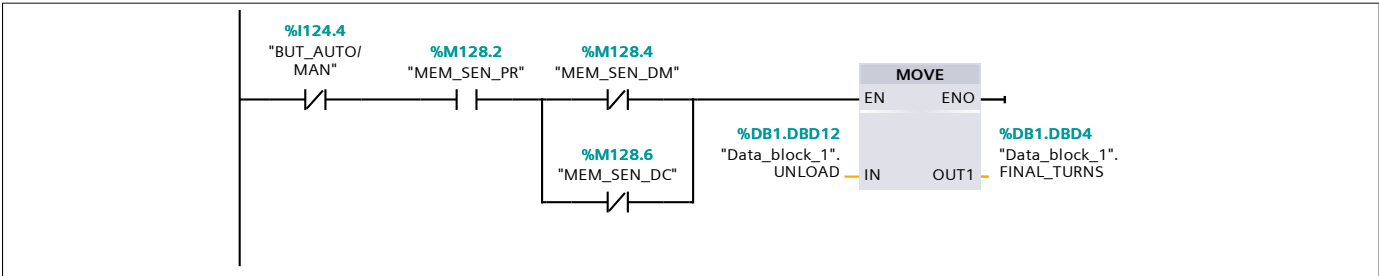 %I124.4
"BUT_AUTO/
MAN"
%M128.2
"MEM_SEN_PR"
%M128.4
"MEM_SEN_DM"
%M128.6
"MEM_SEN_DC"
MOVE
EN
ENO
%DB1.DBD12
"Data_block_1".
UNLOAD
IN
OUT1
%DB1.DBD4
"Data_block_1".
FINAL_TURNS